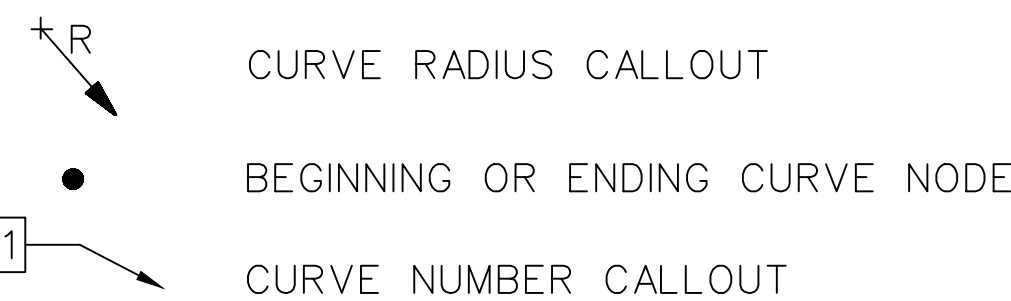 R CURVE RADIUS CALLOUT
BEGINNING OR ENDING CURVE NODE
1 CURVE NUMBER CALLOUT